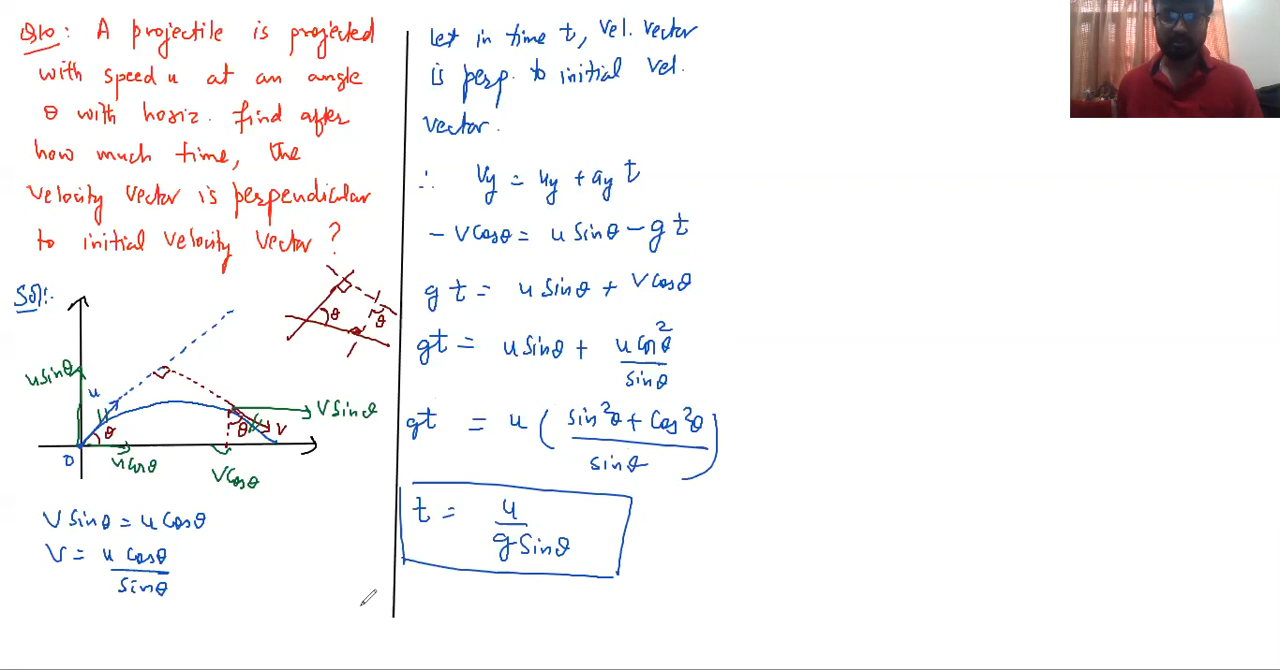 Q10: A projectile is projected
with speed u at an angle
θ with horiz. find after
how much time, the
velocity vector is perpendicular
to initial velocity vector?
Sol:
u sinθ
u
θ
O
u cosθ
θ
V
V sinθ
V cosθ
θ
θ
V sinθ = u cosθ
V = u cosθ / sinθ
let in time t, vel. vector
is perp. to initial vel.
vector.
∴ Vy = uy + ay t
- V cosθ = u sinθ - g t
g t = u sinθ + V cosθ
gt = u sinθ + u cos²θ / sinθ
gt = u ( sin²θ + cos²θ / sinθ )
t = u / g sinθ